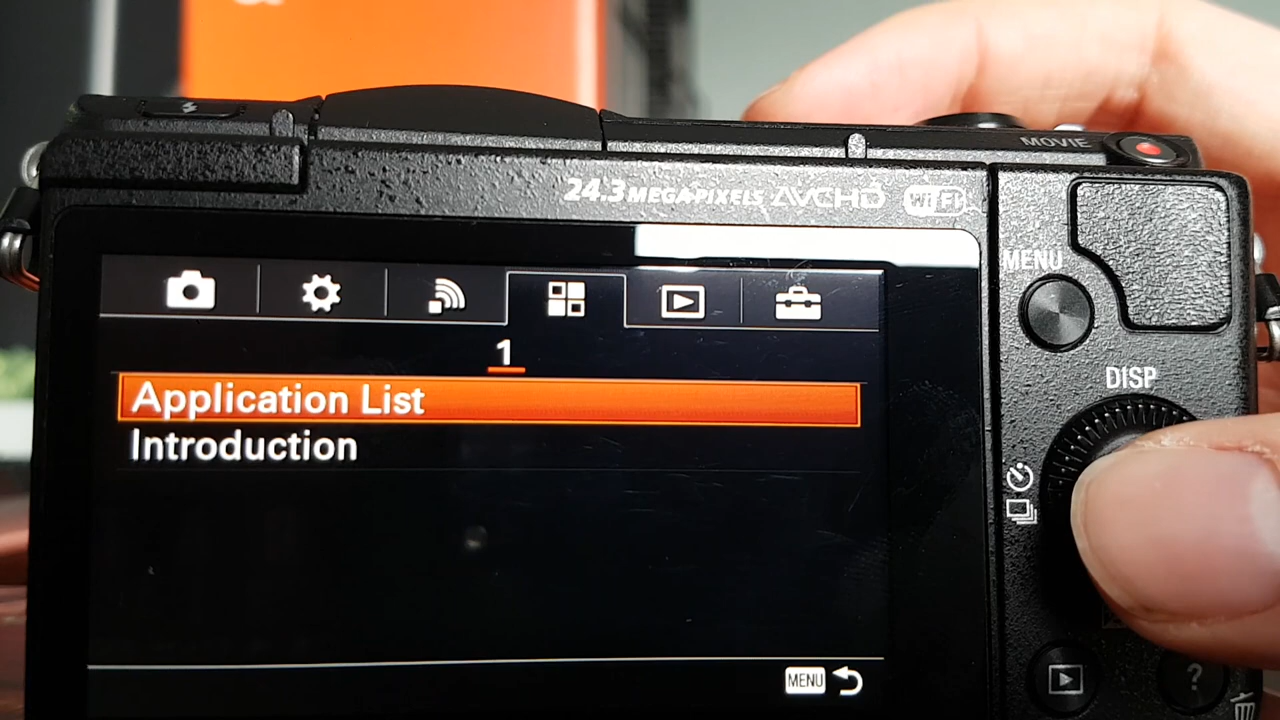 24.3 MEGAPIXELS AVCHD Wi Fi
MOVIE
MENU
DISP
1
Application List
Introduction
MENU
?